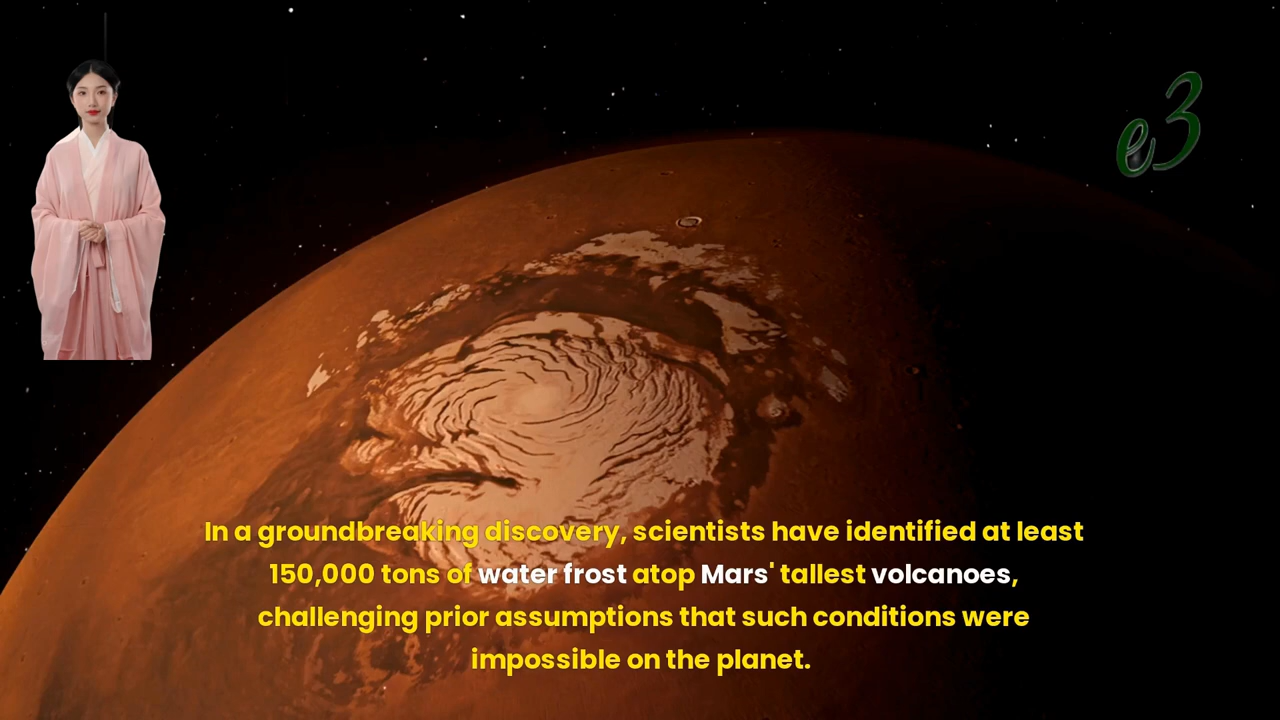 e3
In a groundbreaking discovery, scientists have identified at least
150,000 tons of water frost atop Mars' tallest volcanoes,
challenging prior assumptions that such conditions were
impossible on the planet.